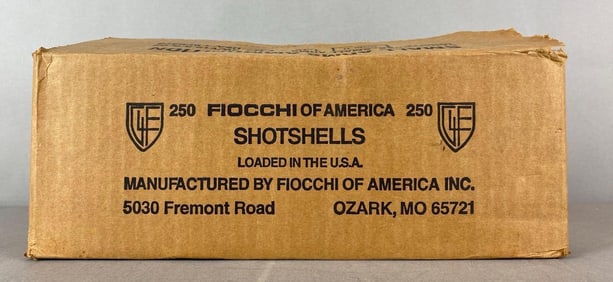 250 FIOCCHI OF AMERICA 250
SHOTSHELLS
LOADED IN THE U.S.A.
MANUFACTURED BY FIOCCHI OF AMERICA INC.
5030 Fremont Road OZARK, MO 65721